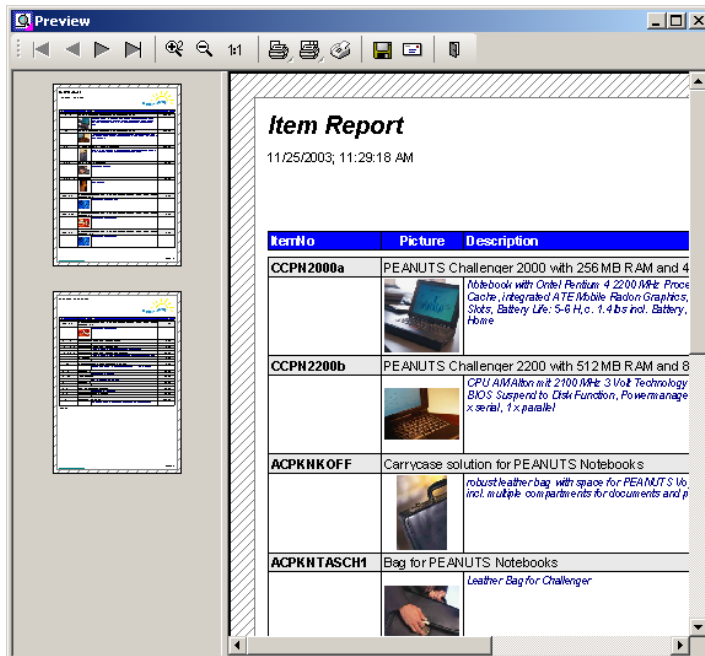 Preview
1:1
Item Report
11/25/2003; 11:29:18 AM
ItemNo Picture Description
CCPN2000a PEANUTS Challenger 2000 with 256 MB RAM and 4
Notebook with Ontel Pentium 4 2200 MHz Proce
Cache, integrated ATE Mobile Radon Graphics,
Slots, Battery Life: 5-6 H, c. 1.4 lbs incl. Battery,
Home
CCPN2200b PEANUTS Challenger 2200 with 512 MB RAM and 8
CPU AMAlton mit 2100 MHz 3 Volt Technology
BIOS Suspend to Disk Function, Powermanage
x serial, 1 x parallel
ACPKNKOFF Carrycase solution for PEANUTS Notebooks
robust leather bag with space for PEANUTS Vo
incl. multiple compartments for documents and p
ACPKNTASCH1 Bag for PEANUTS Notebooks
Leather Bag for Challenger